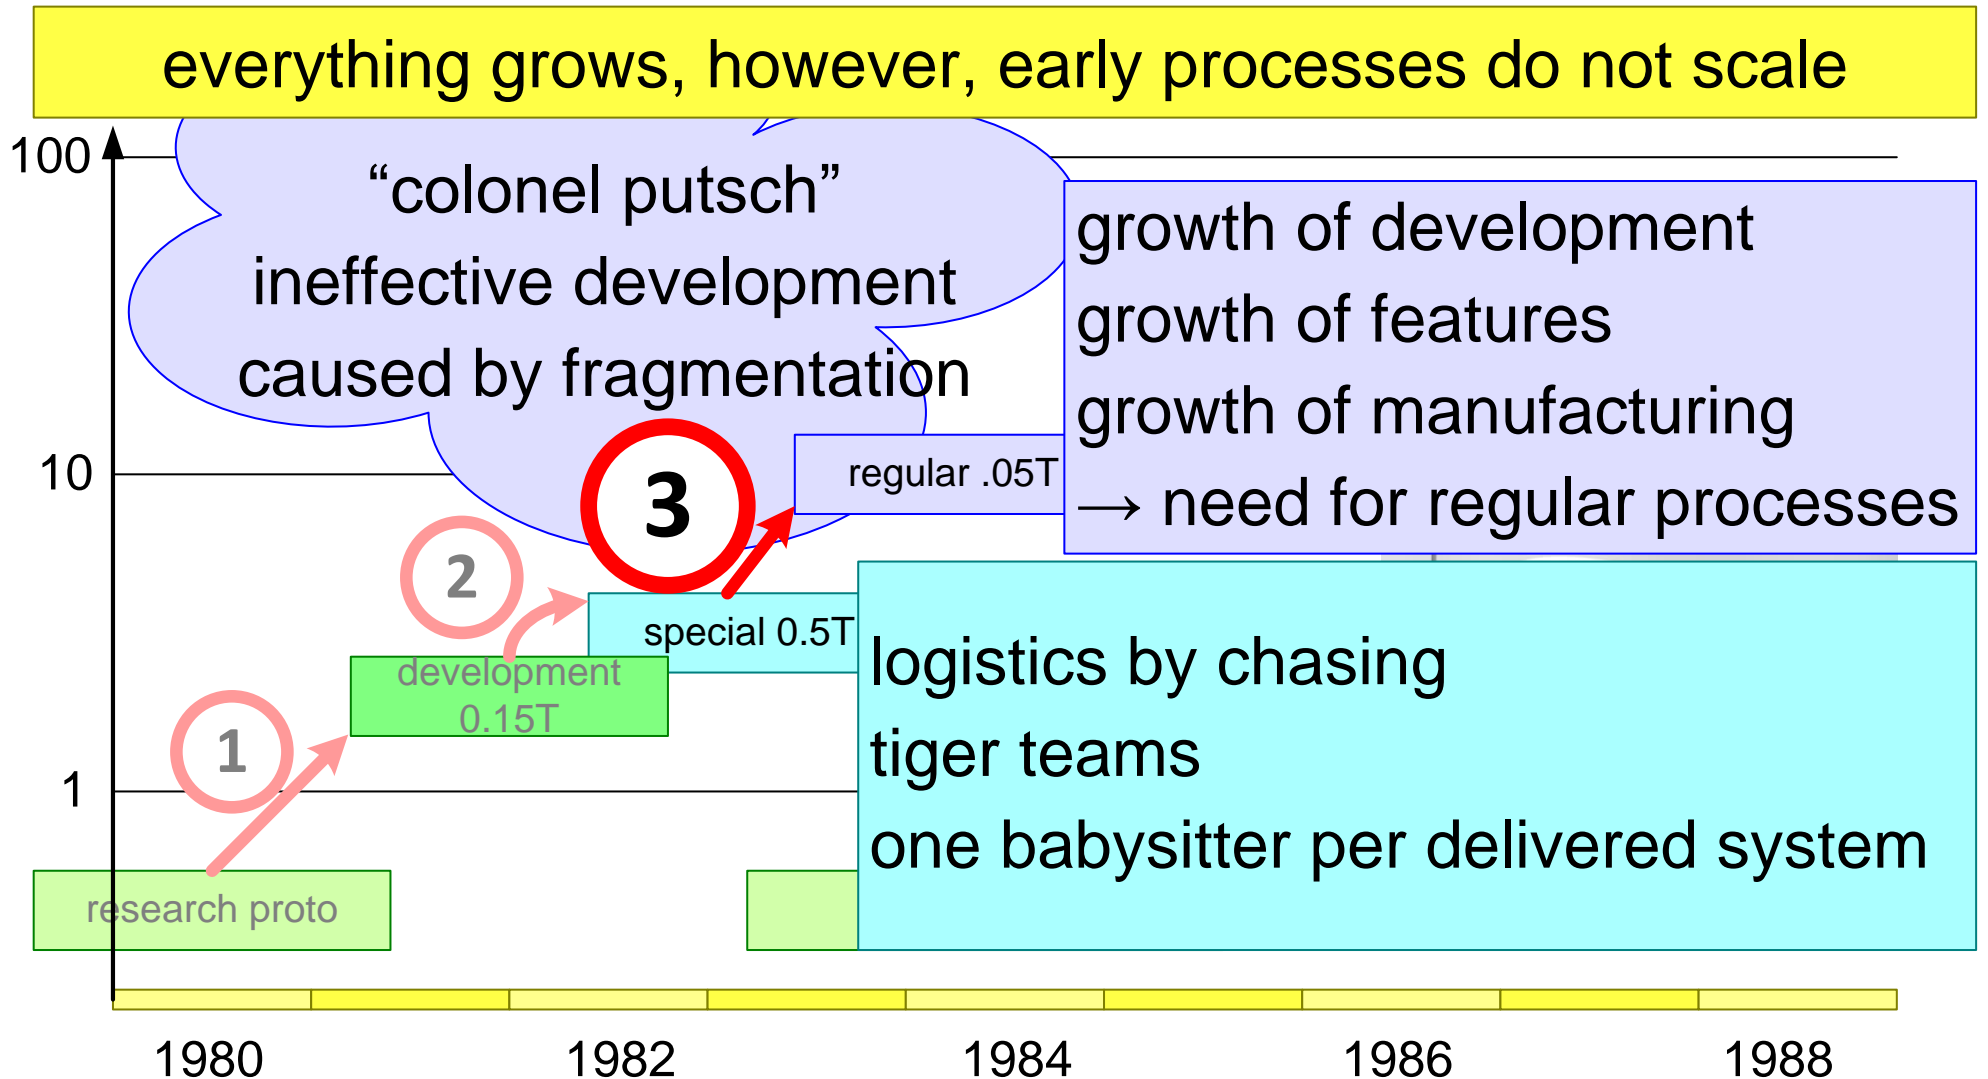 everything grows, however, early processes do not scale
100
“colonel putsch”
ineffective development
caused by fragmentation
growth of development
growth of features
growth of manufacturing
→ need for regular processes
10
3
regular .05T
2
special 0.5T
development
0.15T
1
1
logistics by chasing
tiger teams
one babysitter per delivered system
research proto
1980
1982
1984
1986
1988